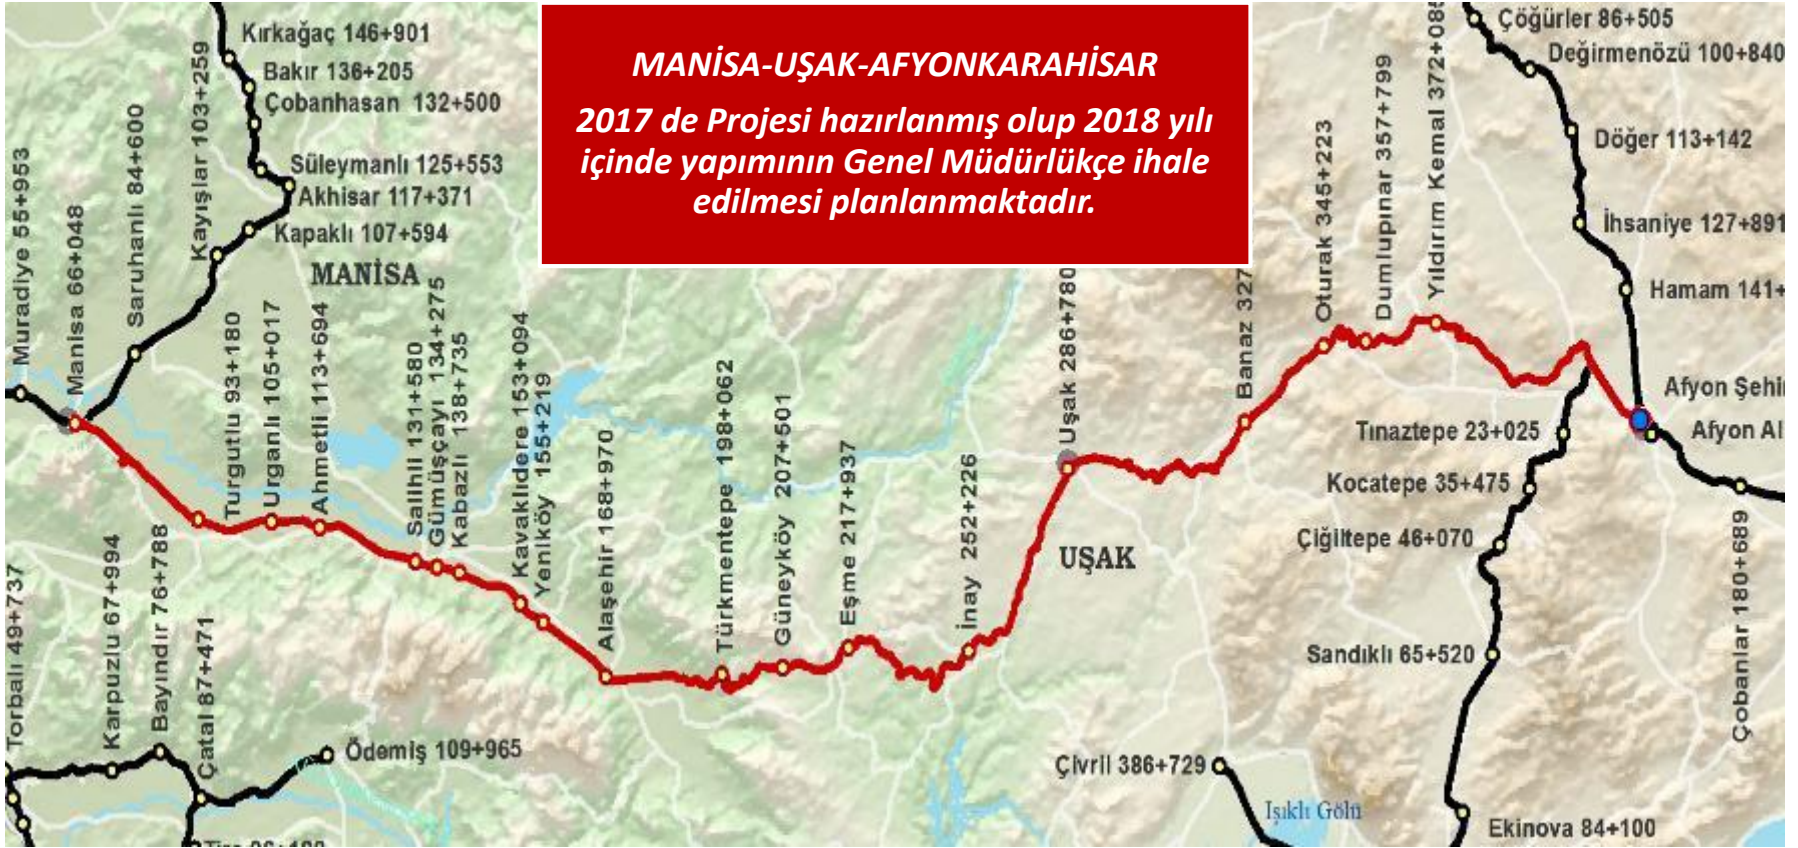 MANİSA-UŞAK-AFYONKARAHİSAR
2017 de Projesi hazırlanmış olup 2018 yılı
içinde yapımının Genel Müdürlükçe ihale
edilmesi planlanmaktadır.
Kırkağaç 146+901
Bakır 136+205
Çobanhasan 132+500
Süleymanlı 125+553
Akhisar 117+371
Kapaklı 107+594
Kayışlar 103+259
Saruhanlı 84+600
Muradiye 55+953
Manisa 66+048
MANİSA
Turgutlu 93+180
Urganlı 105+017
Ahmetli 113+694
Salihli 131+580
Gümüşçayı 134+275
Kabazlı 138+735
Kavaklıdere 153+094
Yeniköy 155+219
Alaşehir 168+970
Türkmentepe 198+062
Güneyköy 207+501
Eşme 217+937
İnay 252+226
Uşak 286+780
UŞAK
Banaz 327
Oturak 345+223
Dumlupınar 357+799
Yıldırım Kemal 372+085
Çöğürler 86+505
Değirmenözü 100+840
Döğer 113+142
İhsaniye 127+891
Hamam 141+
Afyon Şehi
Afyon Al
Tınaztepe 23+025
Kocatepe 35+475
Çiğiltepe 46+070
Sandıklı 65+520
Ekinova 84+100
Çobanlar 180+689
Çivril 386+729
Işıklı Gölü
Torbalı 49+737
Karpuzlu 67+994
Bayındır 76+788
Çatal 87+471
Ödemiş 109+965